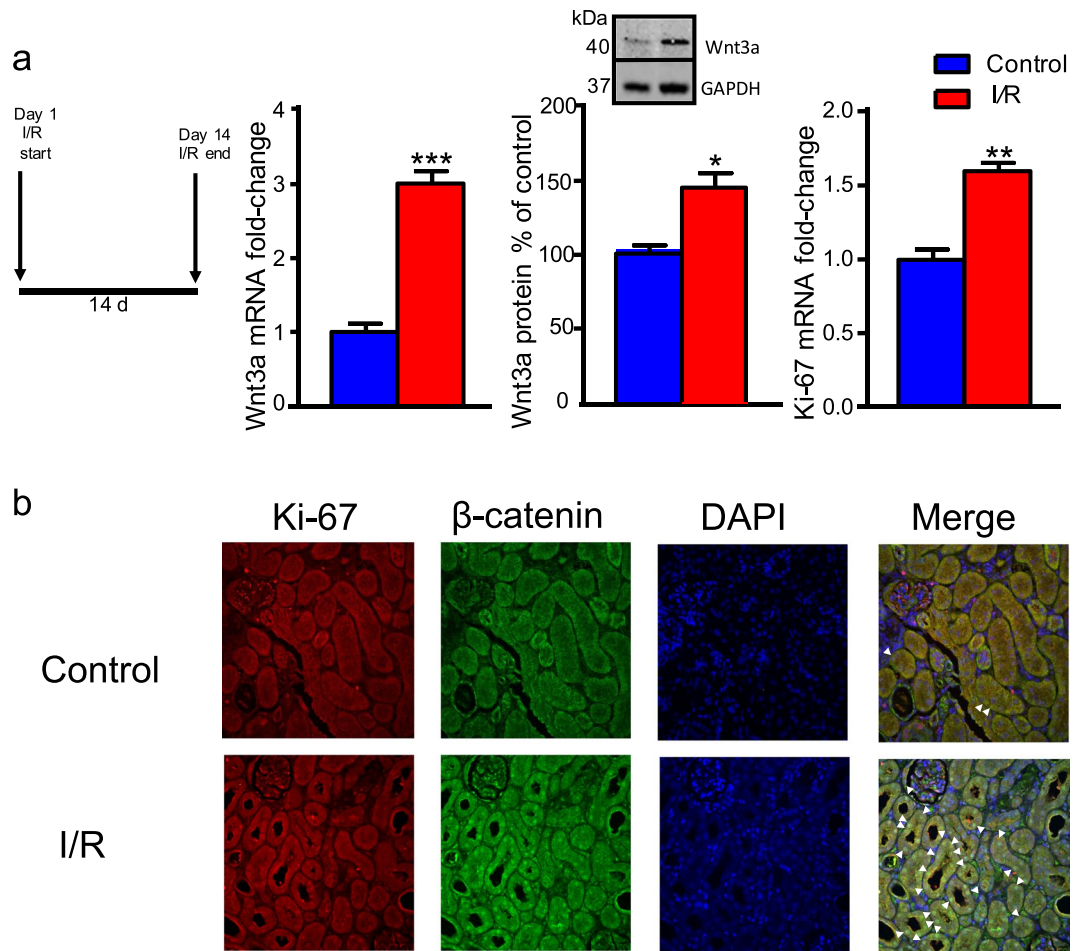 a
Day 1
I/R
start
Day 14
I/R end
14 d
Wnt3a mRNA fold-change
4
3
2
1
0
***
kDa
40
37
Wnt3a
GAPDH
Wnt3a protein % of control
200
150
100
50
0
*
Control
I/R
Ki-67 mRNA fold-change
2.0
1.5
1.0
0.5
0.0
**
b
Ki-67 β-catenin DAPI Merge
Control
I/R